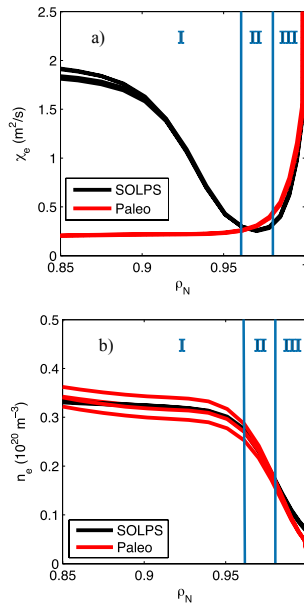 a) I II III
2.5
2
1.5
1
0.5
0
χe (m²/s)
SOLPS
Paleo
0.85 0.9 0.95
ρN
b) I II III
0.5
0.4
0.3
0.2
0.1
0
ne (10²⁰ m⁻³)
SOLPS
Paleo
0.85 0.9 0.95
ρN